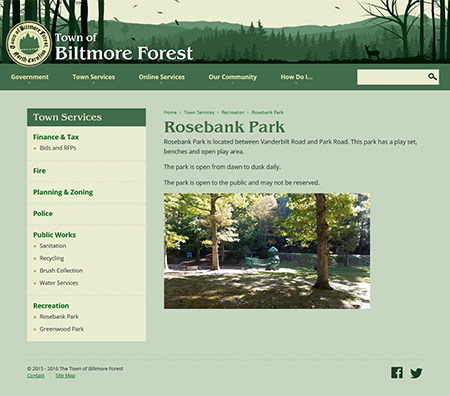 Town of Biltmore Forest
North Carolina
Town of
Biltmore Forest
Government
Town Services
Online Services
Our Community
How Do I...
Town Services
Finance & Tax
Bids and RFPs
Fire
Planning & Zoning
Police
Public Works
Sanitation
Recycling
Brush Collection
Water Services
Recreation
Rosebank Park
Greenwood Park
Home
Town Services
Recreation
Rosebank Park
Rosebank Park
Rosebank Park is located between Vanderbilt Road and Park Road. This park has a play set,
benches and open play area.
The park is open from dawn to dusk daily.
The park is open to the public and may not be reserved.
© 2015 - 2016 The Town of Biltmore Forest
Contact
Site Map